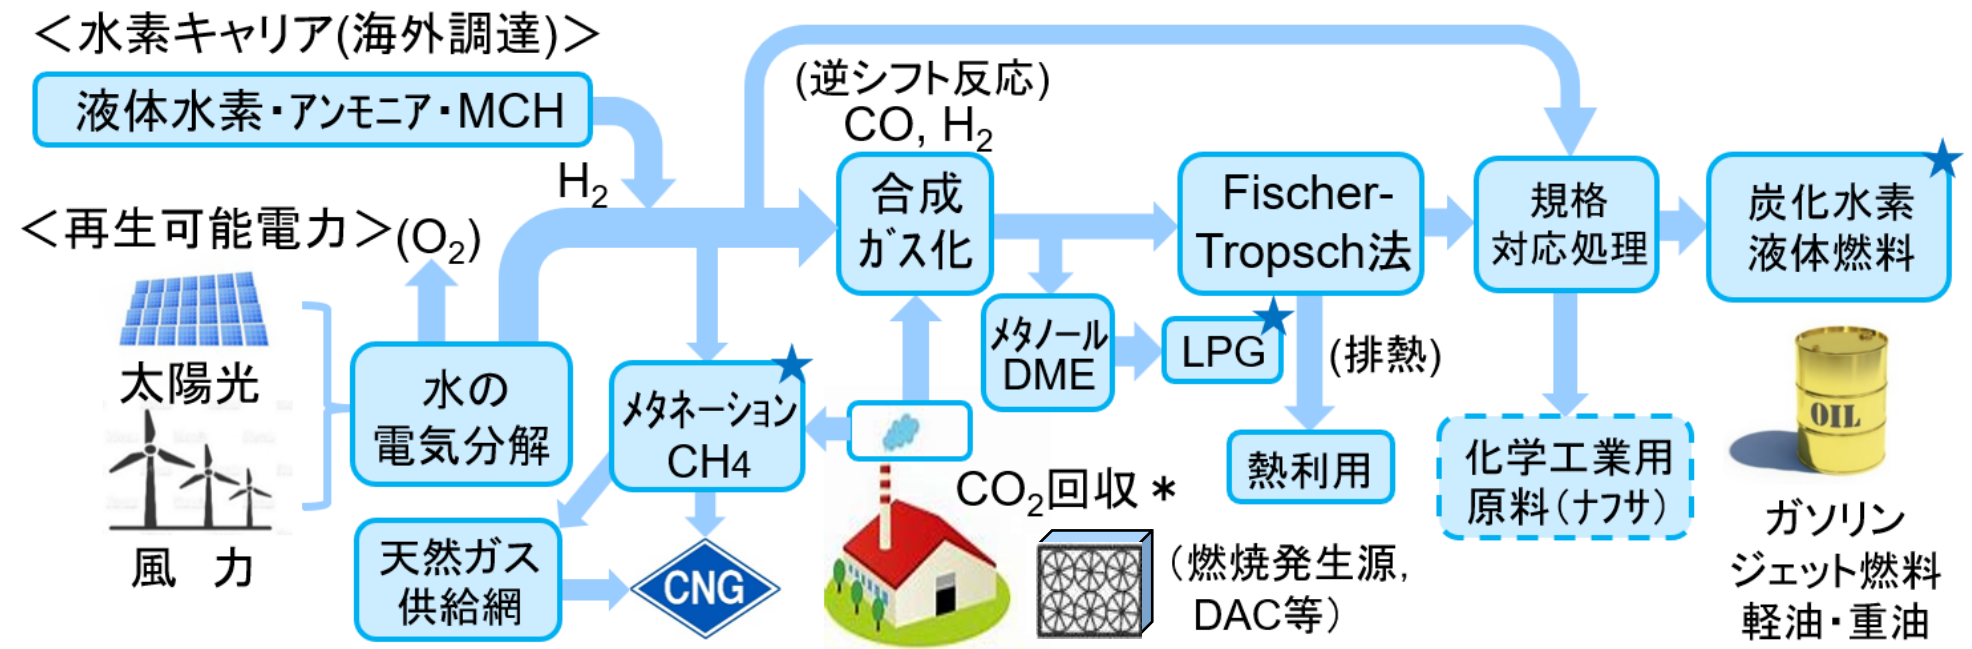 ＜水素キャリア(海外調達)＞
液体水素・アンモニア・MCH
H₂
＜再生可能電力＞
(O₂)
太陽光
風　力
水の
電気分解
メタネーション
CH4
天然ガス
供給網
CNG
(逆シフト反応)
CO, H₂
合成
ガス化
CO₂回収＊
（燃焼発生源,
DAC等）
メタノール
DME
LPG
Fischer-
Tropsch法
(排熱)
熱利用
規格
対応処理
化学工業用
原料（ナフサ）
炭化水素
液体燃料
OIL
ガソリン
ジェット燃料
軽油・重油